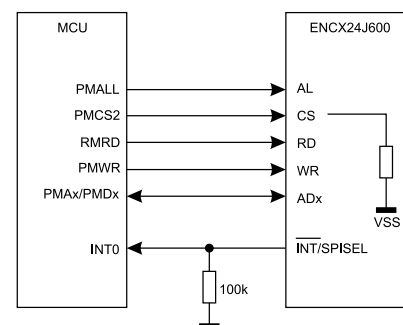 MCU
ENCX24J600
PMALL
AL
PMCS2
CS
RMRD
RD
PMWR
WR
PMAx/PMDx
ADx
VSS
INT0
INT/SPISEL
100k